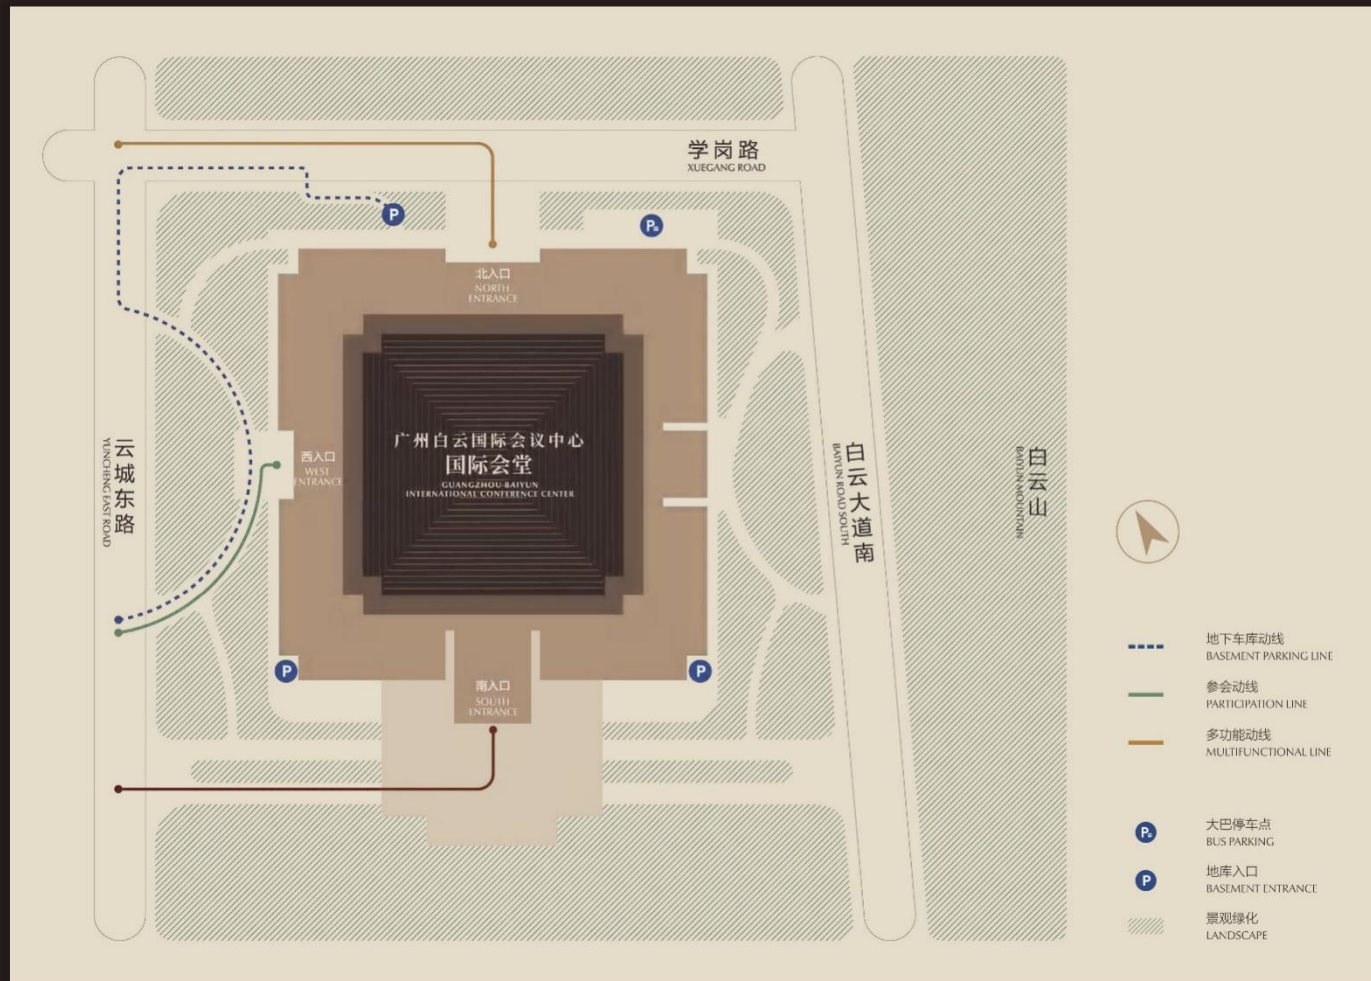 学岗路
XUEGANG ROAD
P
P
北入口
NORTH
ENTRANCE
广州白云国际会议中心
国际会堂
GUANGZHOU BAIYUN
INTERNATIONAL CONFERENCE CENTER
西入口
WEST
ENTRANCE
云城东路
YUNCHENG EAST ROAD
白云大道南
BAIYUN ROAD SOUTH
白云山
BAIYUN MOUNTAIN
P
P
南入口
SOUTH
ENTRANCE
地下车库动线
BASEMENT PARKING LINE
参会动线
PARTICIPATION LINE
多功能动线
MULTIFUNCTIONAL LINE
P
大巴停车点
BUS PARKING
P
地库入口
BASEMENT ENTRANCE
景观绿化
LANDSCAPE